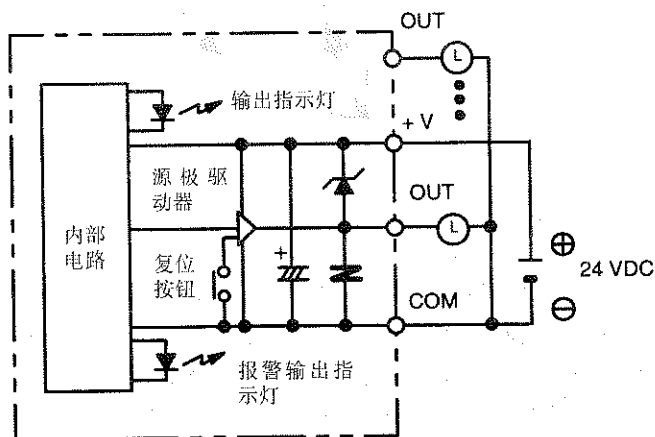 OUT
L
输出指示灯
+ V
源极驱
动器
OUT
L
内部
电路
复位
按钮
+
⊕
24 VDC
COM
⊖
报警输出指
示灯